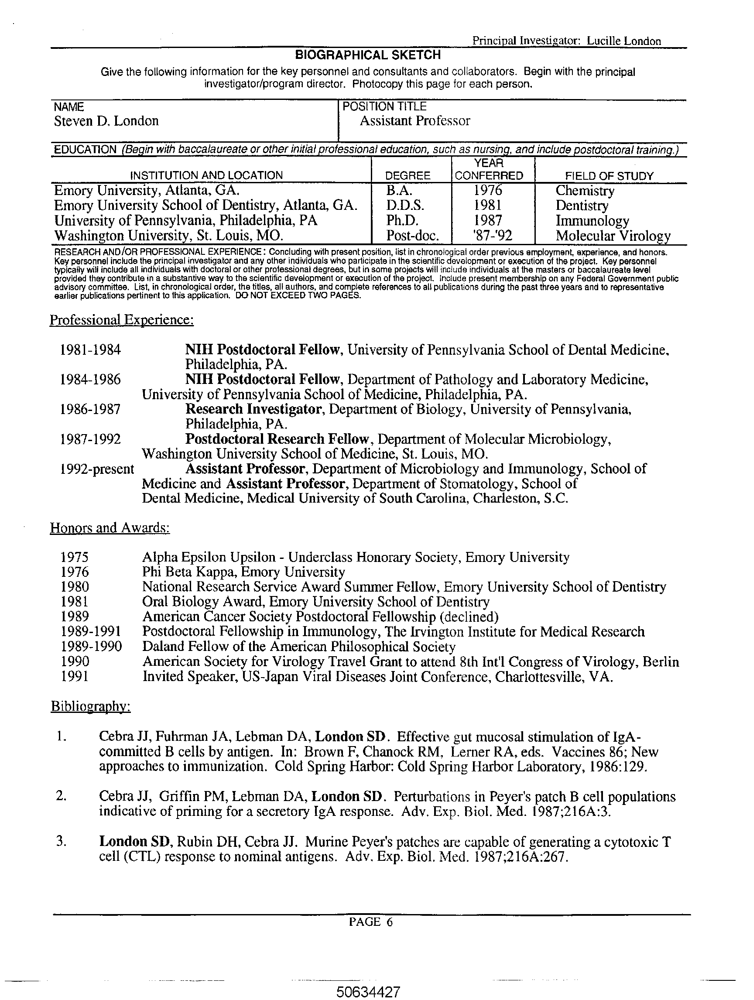 Principal Investigator: Lucille London
BIOGRAPHICAL SKETCH
Give the following information for the key personnel and consultants and collaborators. Begin with the principal
investigator/program director. Photocopy this page for each person.
NAME
Steven D. London
POSITION TITLE
Assistant Professor
EDUCATION (Begin with baccalaureate or other initial professional education, such as nursing, and include postdoctoral training.)
INSTITUTION AND LOCATION DEGREE YEAR CONFERRED FIELD OF STUDY
Emory University, Atlanta, GA. B.A. 1976 Chemistry
Emory University School of Dentistry, Atlanta, GA. D.D.S. 1981 Dentistry
University of Pennsylvania, Philadelphia, PA Ph.D. 1987 Immunology
Washington University, St. Louis, MO. Post-doc. '87-'92 Molecular Virology
RESEARCH AND/OR PROFESSIONAL EXPERIENCE: Concluding with present position, list in chronological order previous employment, experience, and honors.
Key personnel include the principal investigator and any other individuals who participate in the scientific development or execution of the project. Key personnel
typically will include all individuals with doctoral or other professional degrees, but in some projects will include individuals at the masters or baccalaureate level
provided they contribute in a substantive way to the scientific development or execution of the project. Include present membership on any Federal Government public
advisory committee. List, in chronological order, the titles, all authors, and complete references to all publications during the past three years and to representative
earlier publications pertinent to this application. DO NOT EXCEED TWO PAGES.
Professional Experience:
1981-1984 NIH Postdoctoral Fellow, University of Pennsylvania School of Dental Medicine,
Philadelphia, PA.
1984-1986 NIH Postdoctoral Fellow, Department of Pathology and Laboratory Medicine,
University of Pennsylvania School of Medicine, Philadelphia, PA.
1986-1987 Research Investigator, Department of Biology, University of Pennsylvania,
Philadelphia, PA.
1987-1992 Postdoctoral Research Fellow, Department of Molecular Microbiology,
Washington University School of Medicine, St. Louis, MO.
1992-present Assistant Professor, Department of Microbiology and Immunology, School of
Medicine and Assistant Professor, Department of Stomatology, School of
Dental Medicine, Medical University of South Carolina, Charleston, S.C.
Honors and Awards:
1975 Alpha Epsilon Upsilon - Underclass Honorary Society, Emory University
1976 Phi Beta Kappa, Emory University
1980 National Research Service Award Summer Fellow, Emory University School of Dentistry
1981 Oral Biology Award, Emory University School of Dentistry
1989 American Cancer Society Postdoctoral Fellowship (declined)
1989-1991 Postdoctoral Fellowship in Immunology, The Irvington Institute for Medical Research
1989-1990 Daland Fellow of the American Philosophical Society
1990 American Society for Virology Travel Grant to attend 8th Int'l Congress of Virology, Berlin
1991 Invited Speaker, US-Japan Viral Diseases Joint Conference, Charlottesville, VA.
Bibliography:
1. Cebra JJ, Fuhrman JA, Lebman DA, London SD. Effective gut mucosal stimulation of IgA-
committed B cells by antigen. In: Brown F, Chanock RM, Lerner RA, eds. Vaccines 86; New
approaches to immunization. Cold Spring Harbor: Cold Spring Harbor Laboratory, 1986:129.
2. Cebra JJ, Griffin PM, Lebman DA, London SD. Perturbations in Peyer's patch B cell populations
indicative of priming for a secretory IgA response. Adv. Exp. Biol. Med. 1987;216A:3.
3. London SD, Rubin DH, Cebra JJ. Murine Peyer's patches are capable of generating a cytotoxic T
cell (CTL) response to nominal antigens. Adv. Exp. Biol. Med. 1987;216A:267.
PAGE 6
50634427